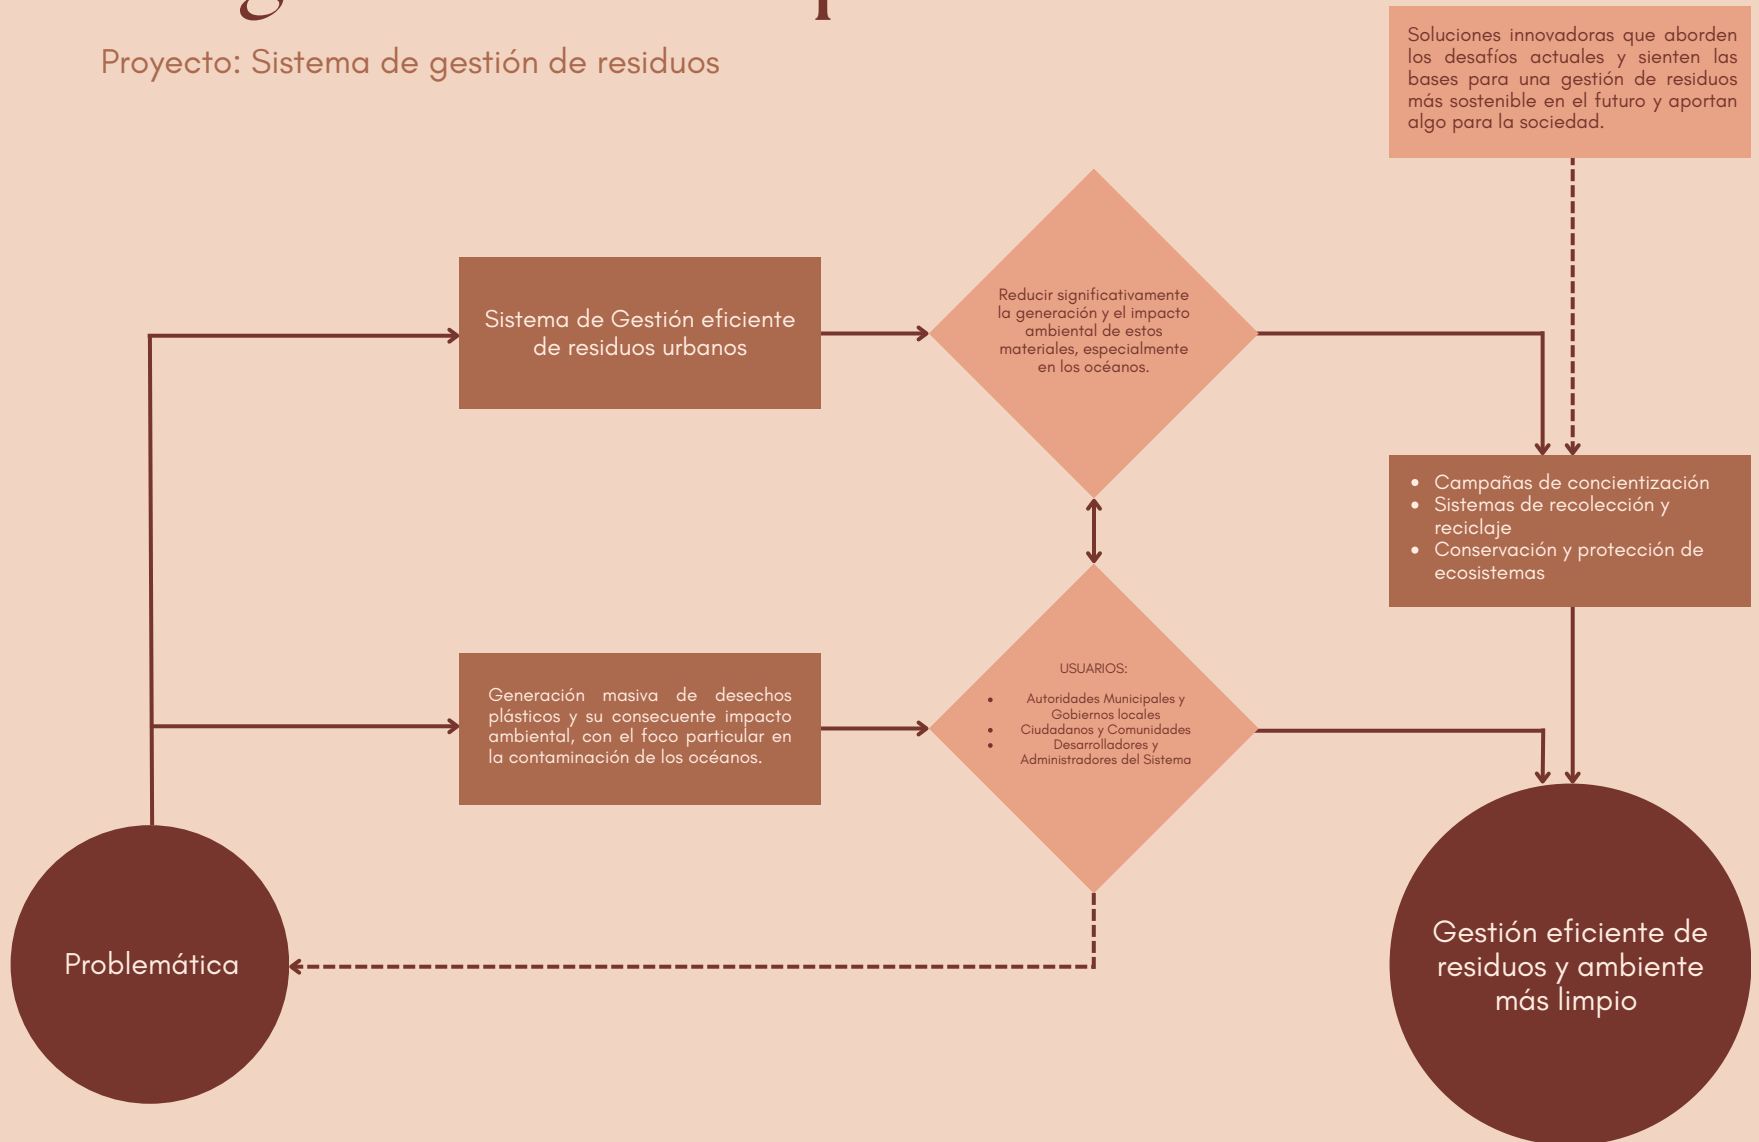 Proyecto: Sistema de gestión de residuos
Soluciones innovadoras que aborden
los desafíos actuales y sienten las
bases para una gestión de residuos
más sostenible en el futuro y aportan
algo para la sociedad.
Sistema de Gestión eficiente
de residuos urbanos
Reducir significativamente
la generación y el impacto
ambiental de estos
materiales, especialmente
en los océanos.
• Campañas de concientización
• Sistemas de recolección y
reciclaje
• Conservación y protección de
ecosistemas
Generación masiva de desechos
plásticos y su consecuente impacto
ambiental, con el foco particular en
la contaminación de los océanos.
USUARIOS:
• Autoridades Municipales y
Gobiernos locales
• Ciudadanos y Comunidades
• Desarrolladores y
Administradores del Sistema
Problemática
Gestión eficiente de
residuos y ambiente
más limpio